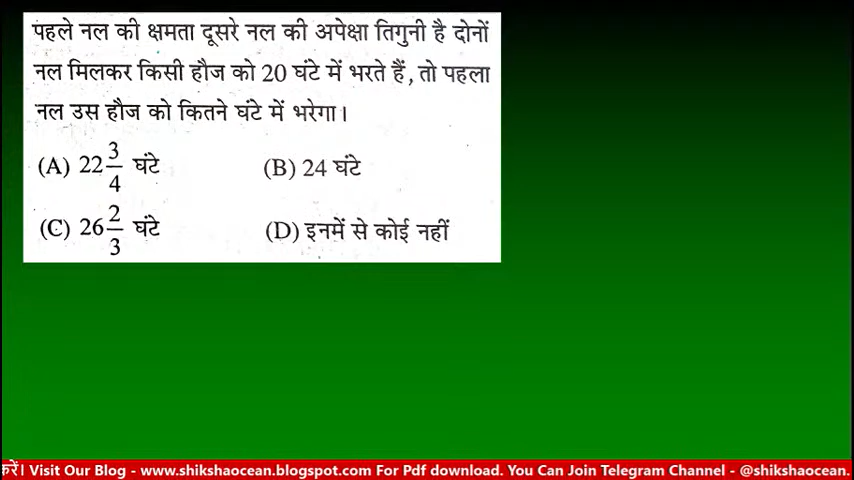 पहले नल की क्षमता दूसरे नल की अपेक्षा तिगुनी है दोनों
नल मिलकर किसी हौज को 20 घंटे में भरते हैं, तो पहला
नल उस हौज को कितने घंटे में भरेगा।
(A) 22 3/4 घंटे (B) 24 घंटे
(C) 26 2/3 घंटे (D) इनमें से कोई नहीं
करें। Visit Our Blog - www.shikshaocean.blogspot.com For Pdf download. You Can Join Telegram Channel - @shikshaocean.